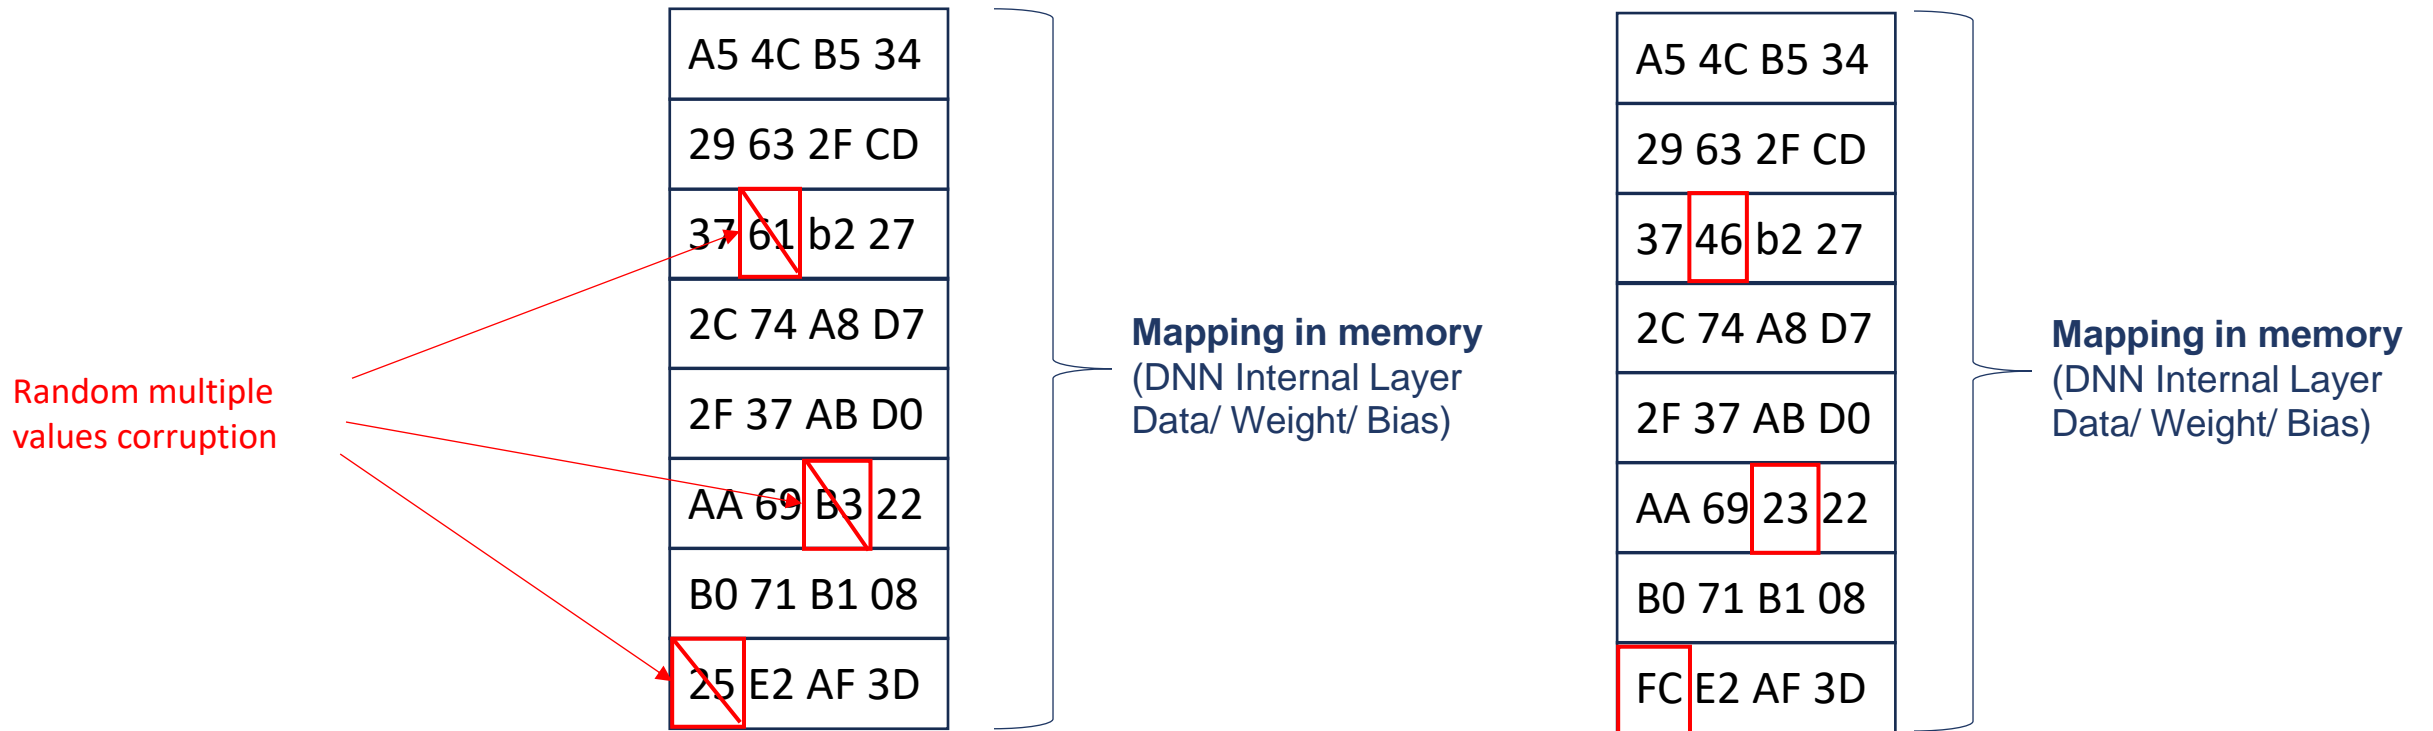 Random multiple
values corruption
A5 4C B5 34
29 63 2F CD
37 61 b2 27
2C 74 A8 D7
2F 37 AB D0
AA 69 B3 22
B0 71 B1 08
25 E2 AF 3D
Mapping in memory
(DNN Internal Layer
Data/ Weight/ Bias)
A5 4C B5 34
29 63 2F CD
37 46 b2 27
2C 74 A8 D7
2F 37 AB D0
AA 69 23 22
B0 71 B1 08
FC E2 AF 3D
Mapping in memory
(DNN Internal Layer
Data/ Weight/ Bias)